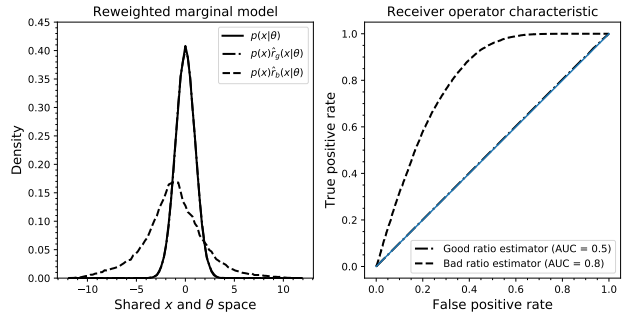 Reweighted marginal model
0.45
0.40
0.35
0.30
0.25
0.20
0.15
0.10
0.05
0.00
Density
−10
−5
0
5
10
Shared x and θ space
p(x|θ)
p(x)r̂_g(x|θ)
p(x)r̂_b(x|θ)
Receiver operator characteristic
1.0
0.8
0.6
0.4
0.2
0.0
True positive rate
0.0
0.2
0.4
0.6
0.8
1.0
False positive rate
Good ratio estimator (AUC = 0.5)
Bad ratio estimator (AUC = 0.8)